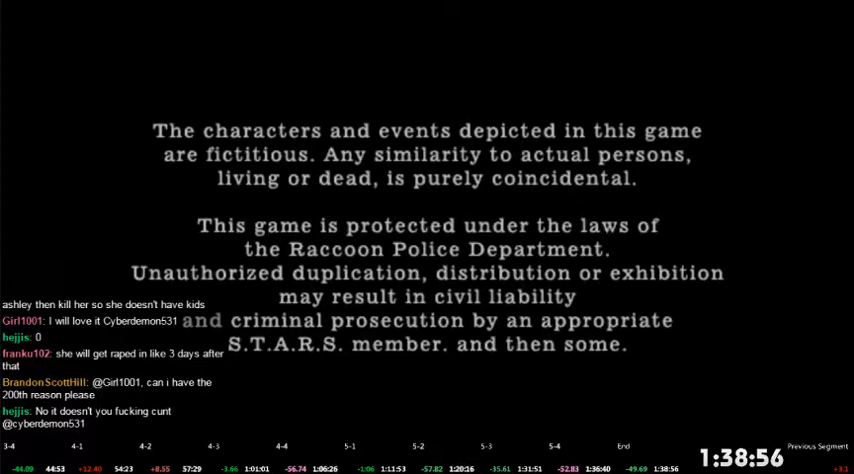 The characters and events depicted in this game
are fictitious. Any similarity to actual persons,
living or dead, is purely coincidental.
This game is protected under the laws of
the Raccoon Police Department.
Unauthorized duplication, distribution or exhibition
may result in civil liability
and criminal prosecution by an appropriate
S.T.A.R.S. member. and then some.
ashley then kill her so she doesn't have kids
Girl1001: I will love it Cyberdemon531
hejjis: 0
franku102: she will get raped in like 3 days after
that
BrandonScottHill: @Girl1001, can i have the
200th reason please
hejjis: No it doesn't you fucking cunt
@cyberdemon531
3-4 4-1 4-2 4-3 4-4 5-1 5-2 5-3 5-4 End
-44.09 44:53 +12.40 54:23 +8.55 57:29 -3.66 1:01:01 -56.74 1:06:26 -1:06 1:11:53 -57.82 1:20:16 -35.61 1:31:51 -52.83 1:36:40 -49.69 1:38:56
1:38:56
Previous Segment
+3.1